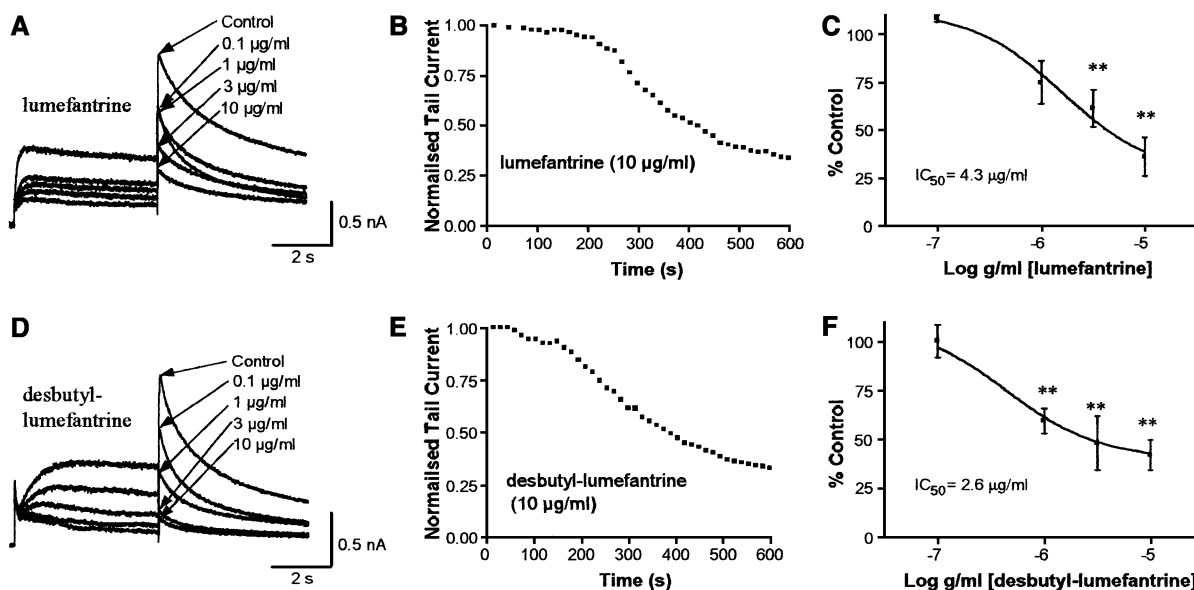 A
Control
0.1 µg/ml
1 µg/ml
3 µg/ml
10 µg/ml
lumefantrine
0.5 nA
2 s
B
Normailsed Tail Current
1.00
0.75
0.50
0.25
0.00
lumefantrine (10 µg/ml)
0 100 200 300 400 500 600
Time (s)
C
% Control
100
75
50
25
0
**
**
IC50= 4.3 µg/ml
-7 -6 -5
Log g/ml [lumefantrine]
D
Control
0.1 µg/ml
1 µg/ml
3 µg/ml
10 µg/ml
desbutyl-
lumefantrine
0.5 nA
2 s
E
Normailsed Tail Current
1.00
0.75
0.50
0.25
0.00
desbutyl-lumefantrine
(10 µg/ml)
0 100 200 300 400 500 600
Time (s)
F
% Control
100
75
50
25
0
**
**
**
IC50= 2.6 µg/ml
-7 -6 -5
Log g/ml [desbutyl-lumefantrine]